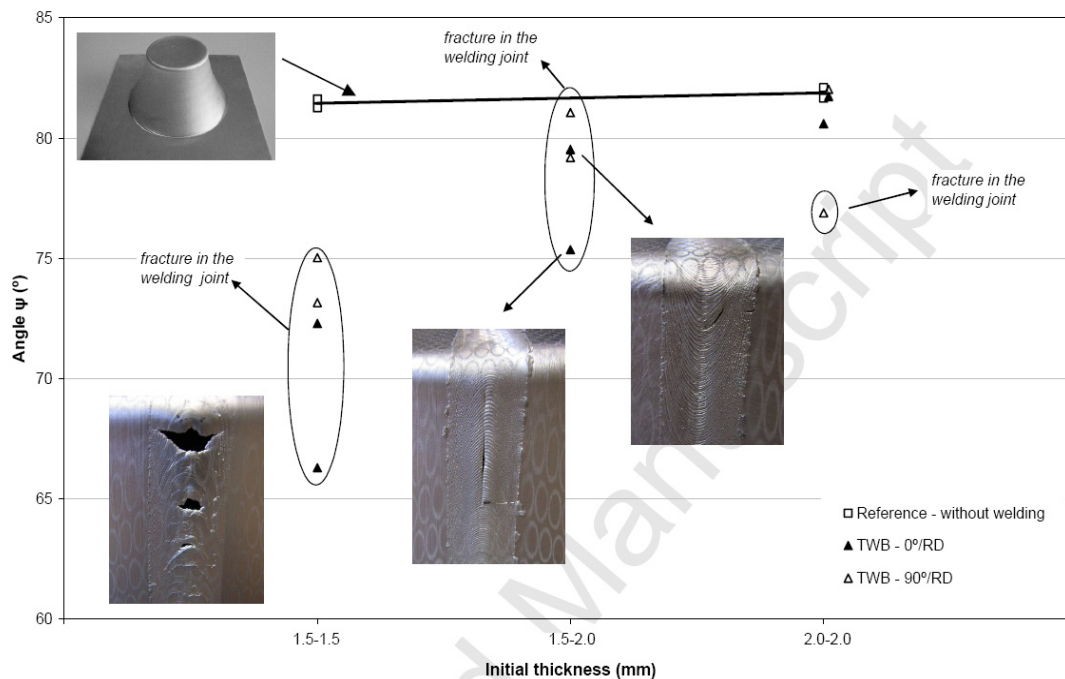 85
80
75
70
65
60
Angle ψ (º)
fracture in the
welding joint
fracture in the
welding joint
fracture in the
welding joint
Reference - without welding
TWB - 0º/RD
TWB - 90º/RD
1.5-1.5
1.5-2.0
2.0-2.0
Initial thickness (mm)
d Manuscript